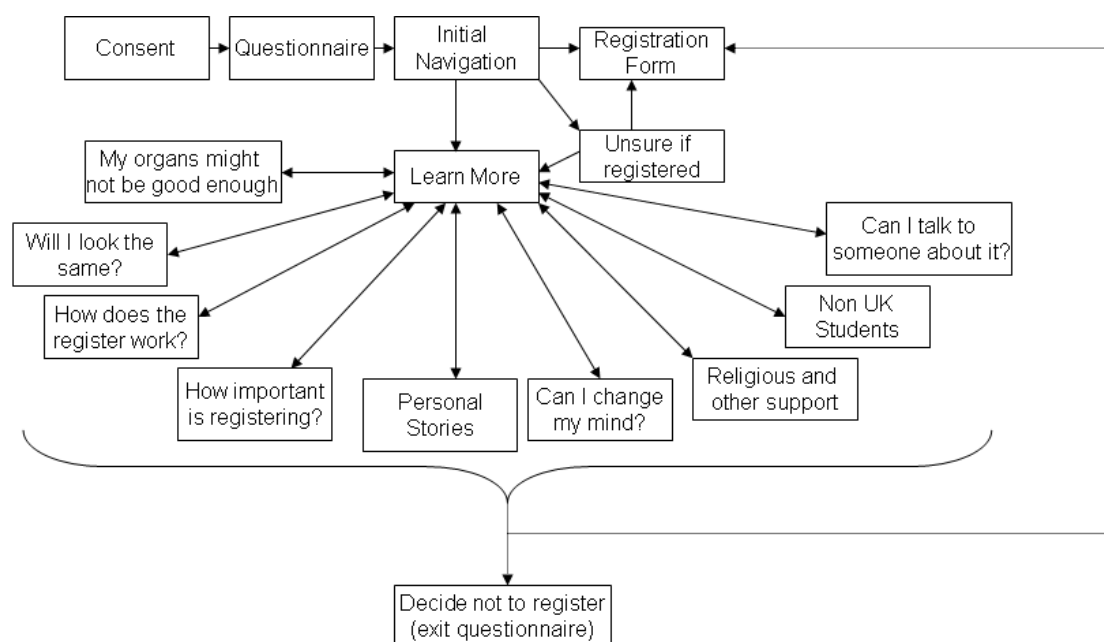 Consent
Questionnaire
Initial
Navigation
Registration
Form
Unsure if
registered
My organs might
not be good enough
Learn More
Can I talk to
someone about it?
Will I look the
same?
Non UK
Students
How does the
register work?
Religious and
other support
How important
is registering?
Personal
Stories
Can I change
my mind?
Decide not to register
(exit questionnaire)